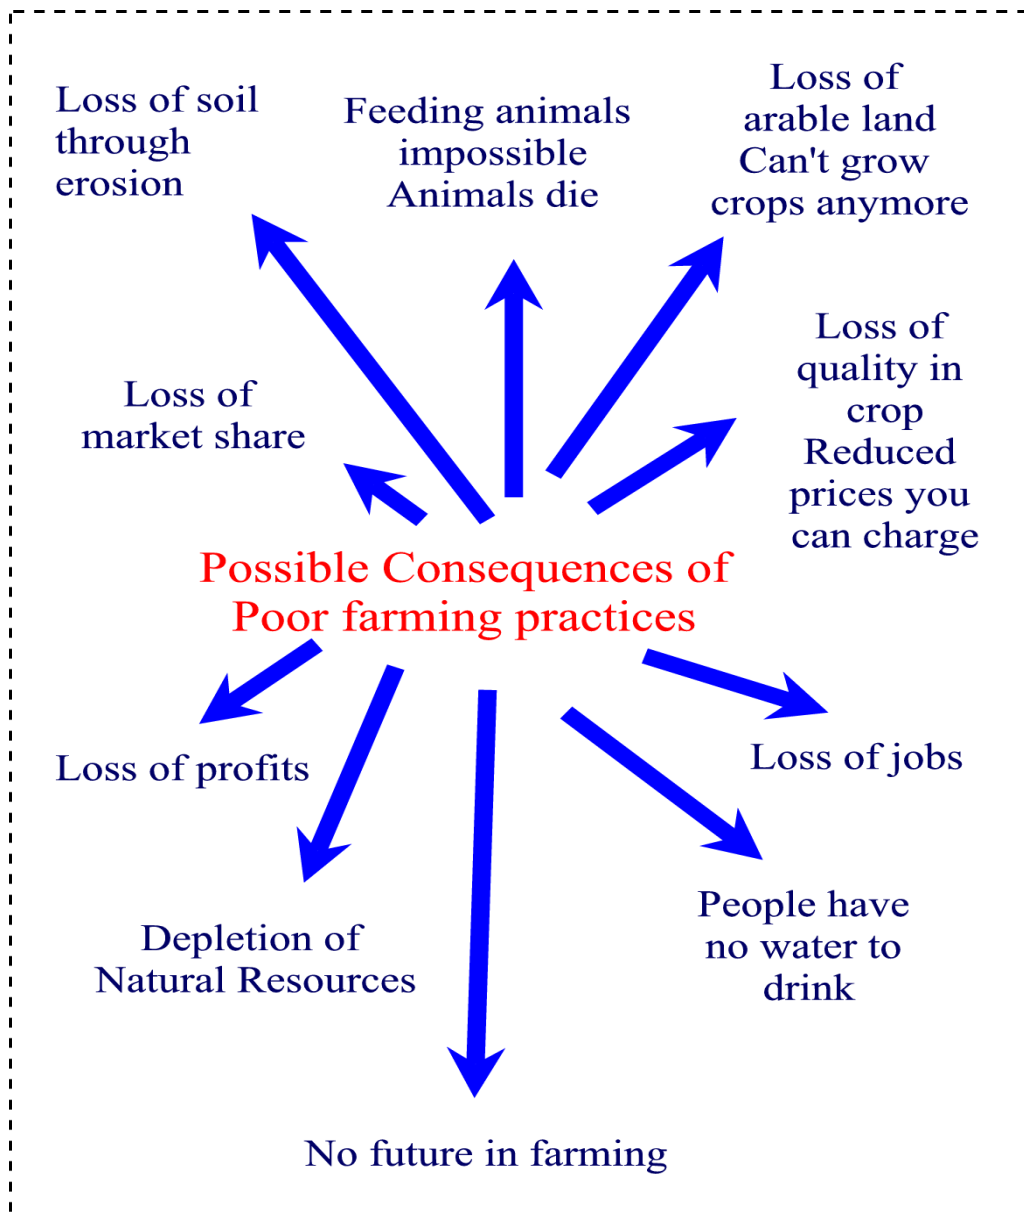 Loss of soil
through
erosion
Feeding animals
impossible
Animals die
Loss of
arable land
Can't grow
crops anymore
Loss of
market share
Loss of
quality in
crop
Reduced
prices you
can charge
Possible Consequences of
Poor farming practices
Loss of profits
Loss of jobs
Depletion of
Natural Resources
People have
no water to
drink
No future in farming